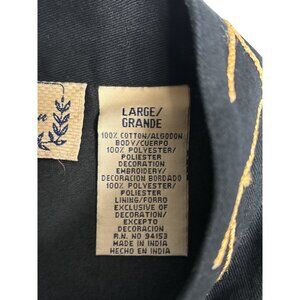 LARGE/
GRANDE
100% COTTON/ALGODON
BODY/CUERPO
100% POLYESTER/
POLIESTER
DECORATION
EMBROIDERY/
DECORACION BORDADO
100% POLYESTER/
POLIESTER
LINING/FORRO
EXCLUSIVE OF
DECORATION/
EXCEPTO
DECORACION
R.N. NO 94153
MADE IN INDIA
HECHO EN INDIA